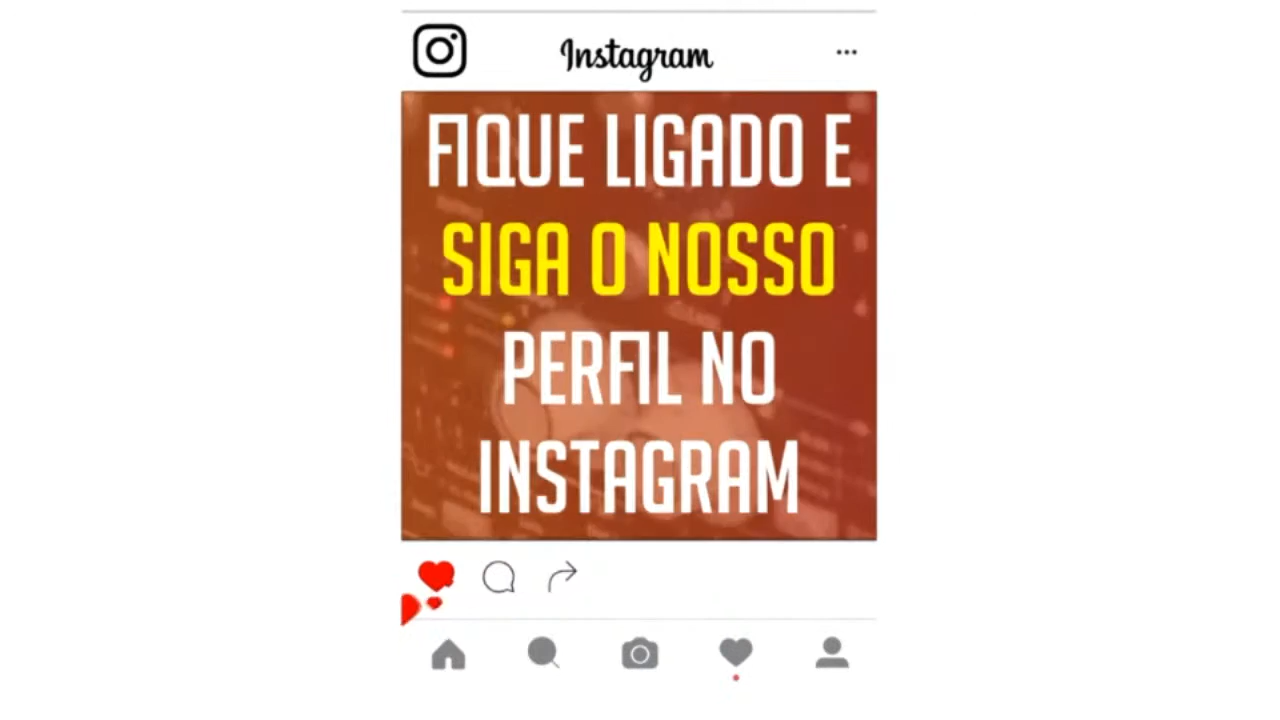 Instagram
FIQUE LIGADO E
SIGA O NOSSO
PERFIL NO
INSTAGRAM